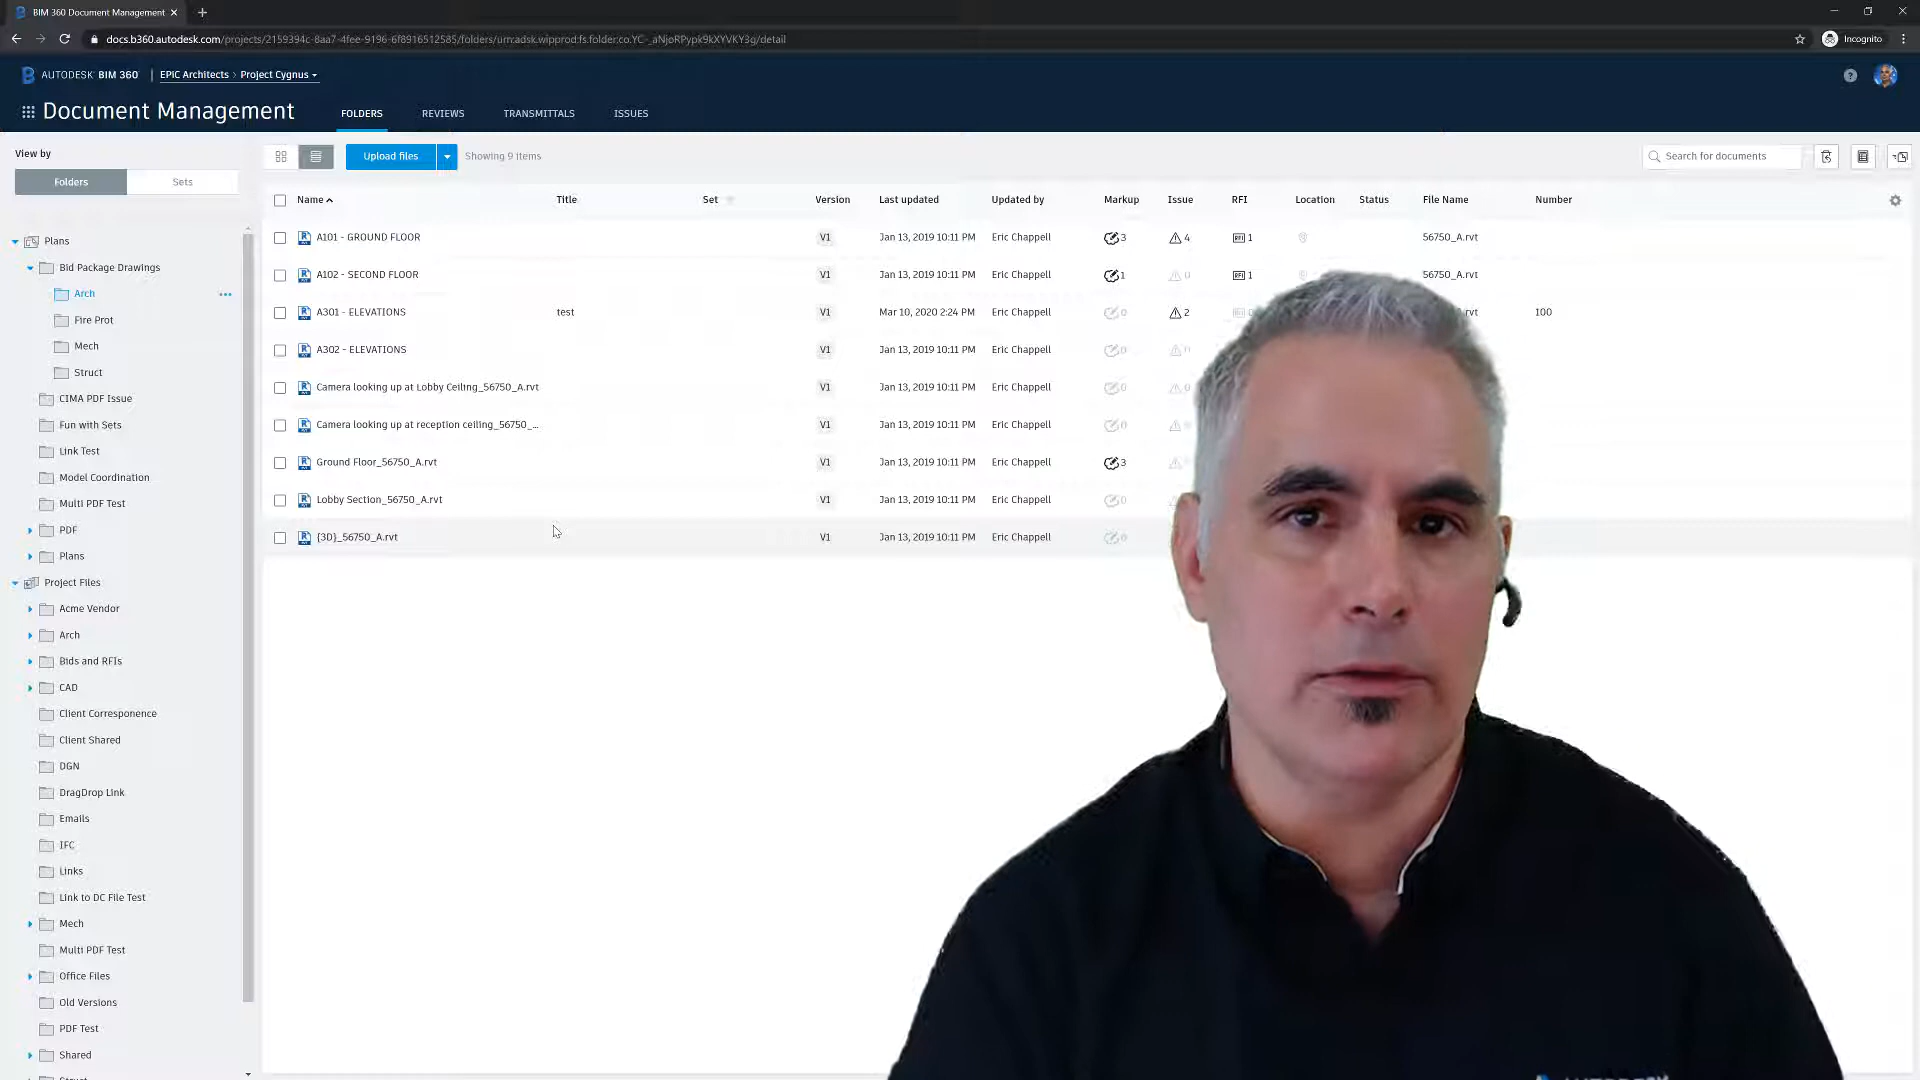 BIM 360 Document Management
docs.b360.autodesk.com/projects/2159394c-8aa7-4fee-9196-6f8916512585/folders/urn:adsk.wipprod:fs.folder:co.YC-_aNjoRPypk9kXYVKY3g/detail
Incognito
AUTODESK BIM 360 | EPIC Architects > Project Cygnus
Document Management FOLDERS REVIEWS TRANSMITTALS ISSUES
View by
Folders Sets
Upload files Showing 9 items Search for documents
Name Title Set Version Last updated Updated by Markup Issue RFI Location Status File Name Number
A101 - GROUND FLOOR V1 Jan 13, 2019 10:11 PM Eric Chappell 3 4 RFI 1 56750_A.rvt
A102 - SECOND FLOOR V1 Jan 13, 2019 10:11 PM Eric Chappell 1 0 RFI 1 56750_A.rvt
A301 - ELEVATIONS test V1 Mar 10, 2020 2:24 PM Eric Chappell 0 2 RFI rvt 100
A302 - ELEVATIONS V1 Jan 13, 2019 10:11 PM Eric Chappell 0 0
Camera looking up at Lobby Ceiling_56750_A.rvt V1 Jan 13, 2019 10:11 PM Eric Chappell 0 0
Camera looking up at reception ceiling_56750_... V1 Jan 13, 2019 10:11 PM Eric Chappell 0
Ground Floor_56750_A.rvt V1 Jan 13, 2019 10:11 PM Eric Chappell 3
Lobby Section_56750_A.rvt V1 Jan 13, 2019 10:11 PM Eric Chappell 0
{3D}_56750_A.rvt V1 Jan 13, 2019 10:11 PM Eric Chappell 0
Plans
Bid Package Drawings
Arch
Fire Prot
Mech
Struct
CIMA PDF Issue
Fun with Sets
Link Test
Model Coordination
Multi PDF Test
PDF
Plans
Project Files
Acme Vendor
Arch
Bids and RFIs
CAD
Client Corresponence
Client Shared
DGN
DragDrop Link
Emails
IFC
Links
Link to DC File Test
Mech
Multi PDF Test
Office Files
Old Versions
PDF Test
Shared
AUTODESK